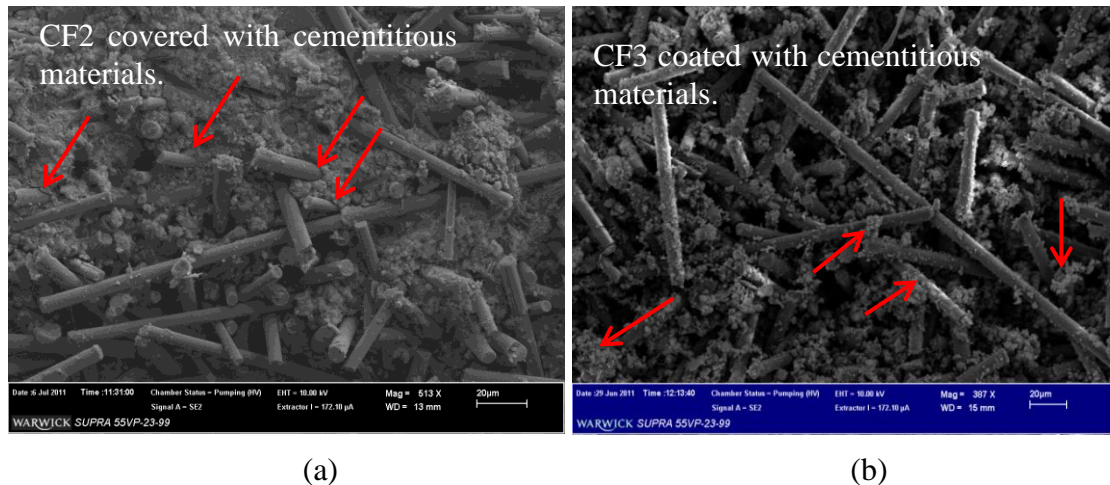 CF2 covered with cementitious
materials.
CF3 coated with cementitious
materials.
Date :6 Jul 2011 Time :11:31:00 Chamber Status = Pumping (HV) EHT = 10.00 kV Mag = 513 X 20µm
Signal A = SE2 Extractor I = 172.10 µA WD = 13 mm
WARWICK SUPRA 55VP-23-99
Date :29 Jun 2011 Time :12:13:40 Chamber Status = Pumping (HV) EHT = 10.00 kV Mag = 387 X 20µm
Signal A = SE2 Extractor I = 172.10 µA WD = 15 mm
WARWICK SUPRA 55VP-23-99
(a) (b)